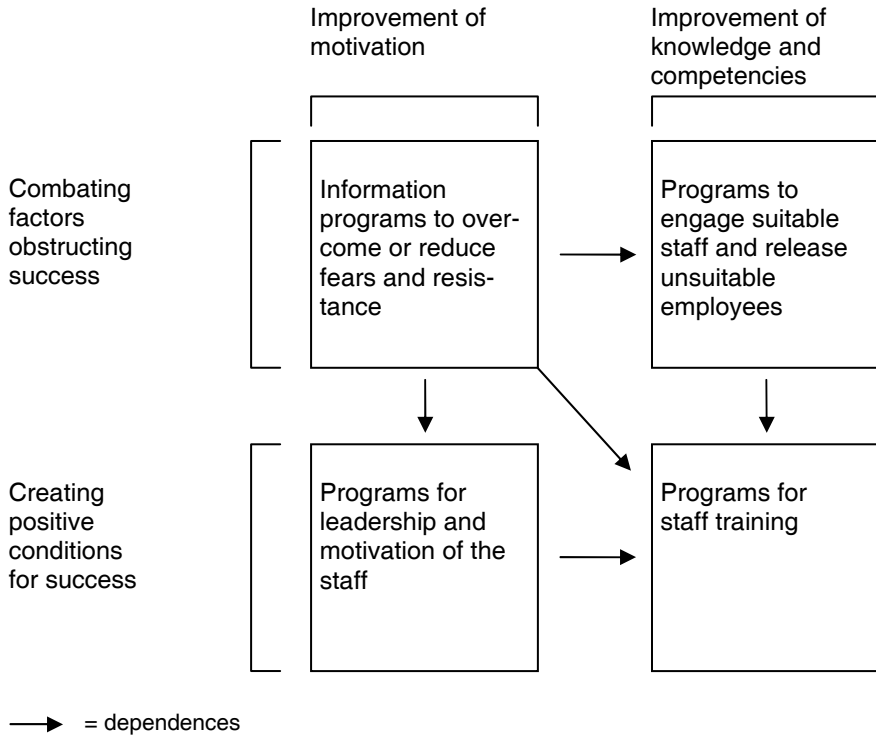 Improvement of
motivation
Improvement of
knowledge and
competencies
Combating
factors
obstructing
success
Information
programs to over-
come or reduce
fears and resis-
tance
Programs to
engage suitable
staff and release
unsuitable
employees
Creating
positive
conditions
for success
Programs for
leadership and
motivation of the
staff
Programs for
staff training
= dependences